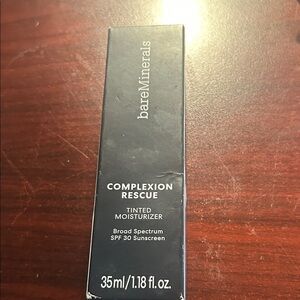 bareMinerals
COMPLEXION
RESCUE
TINTED
MOISTURIZER
Broad Spectrum
SPF 30 Sunscreen
35ml/1.18 fl.oz.